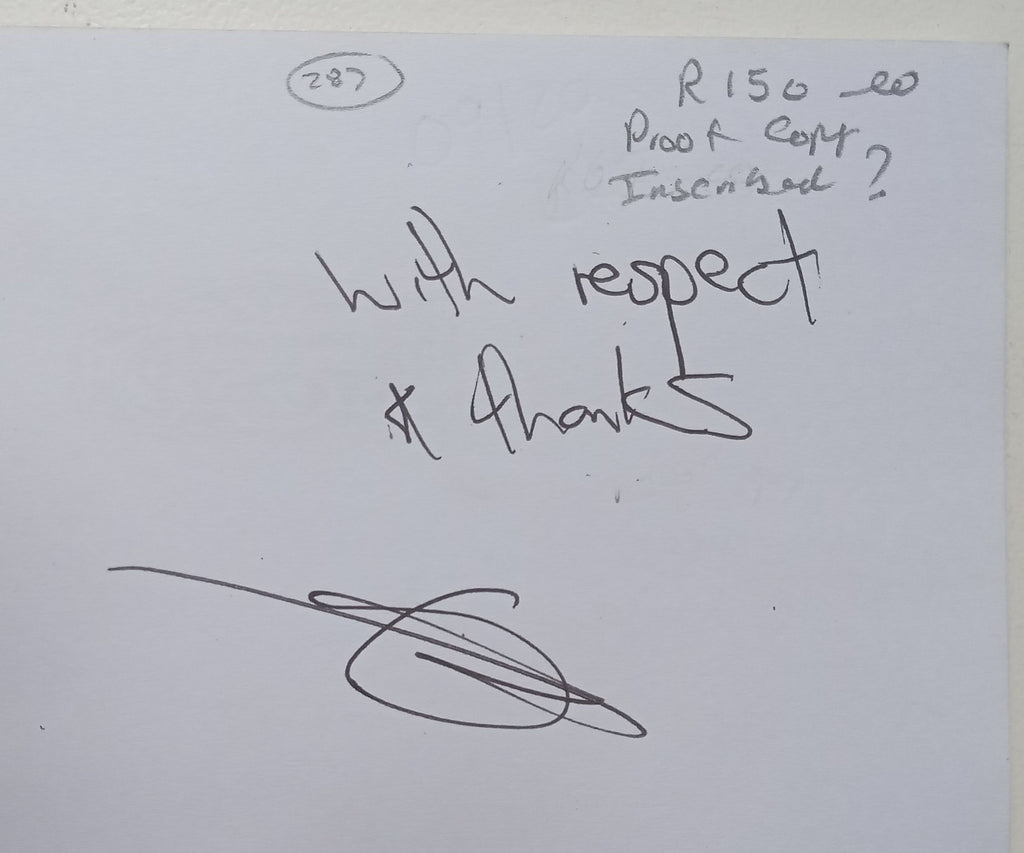 287
R150-00
Proof Copy
Inscribed?
With respect
& thanks